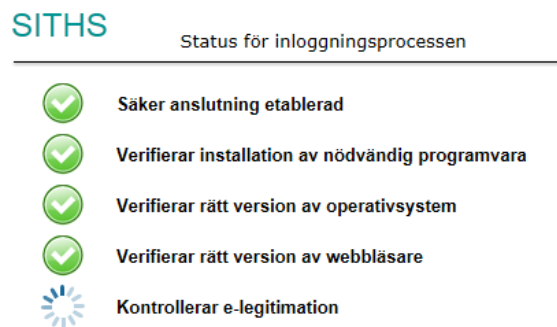 SITHS
Status för inloggningsprocessen
Säker anslutning etablerad
Verifierar installation av nödvändig programvara
Verifierar rätt version av operativsystem
Verifierar rätt version av webbläsare
Kontrollerar e-legitimation